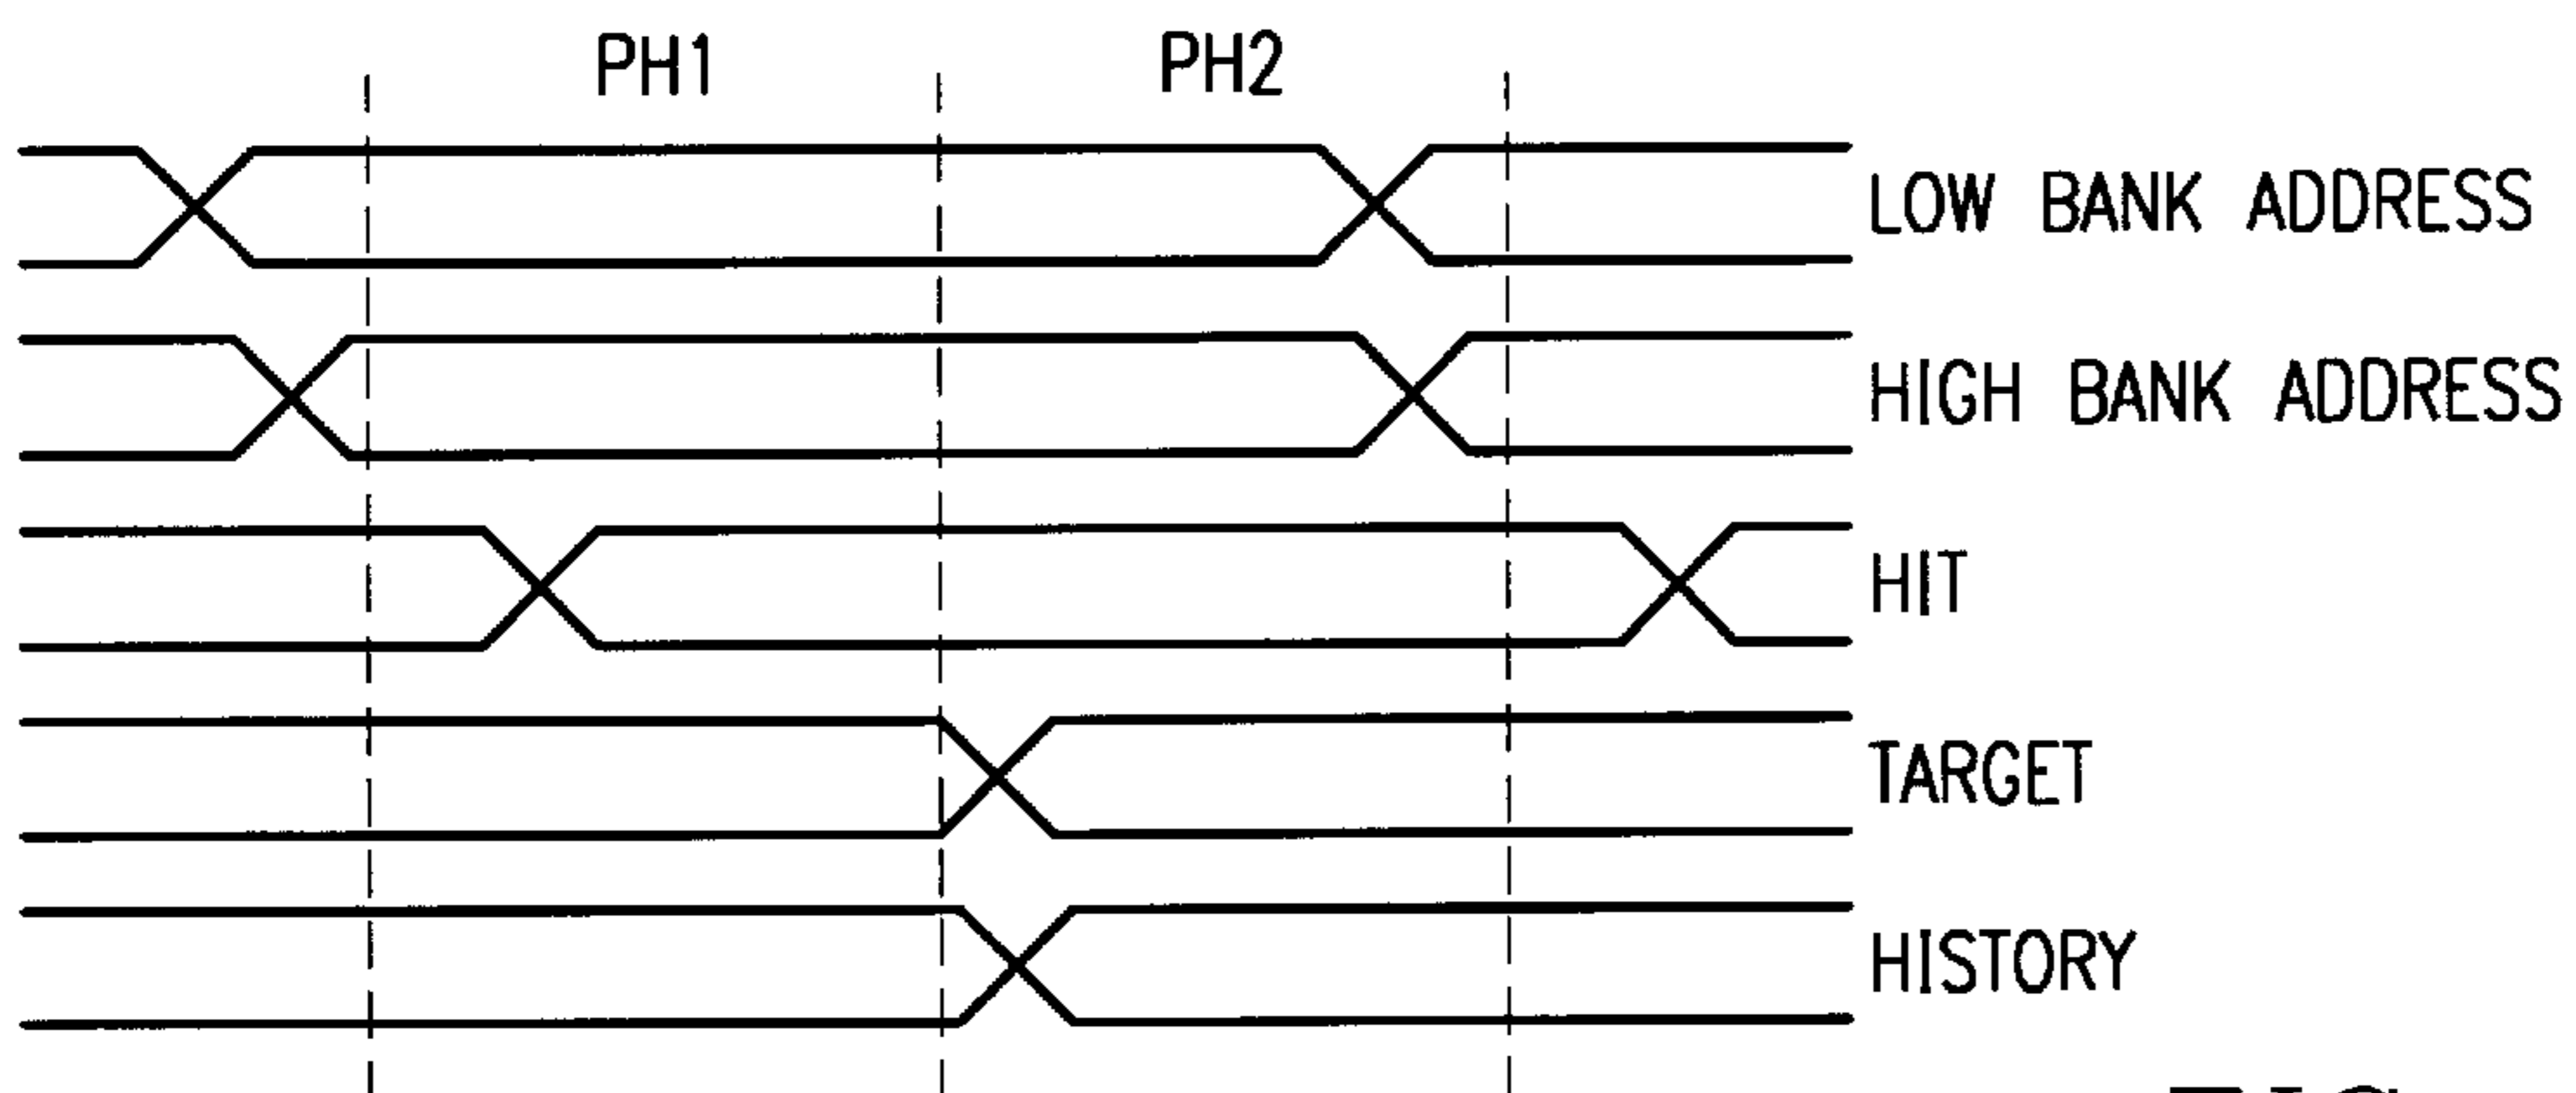 PH1 PH2
LOW BANK ADDRESS
HIGH BANK ADDRESS
HIT
TARGET
HISTORY